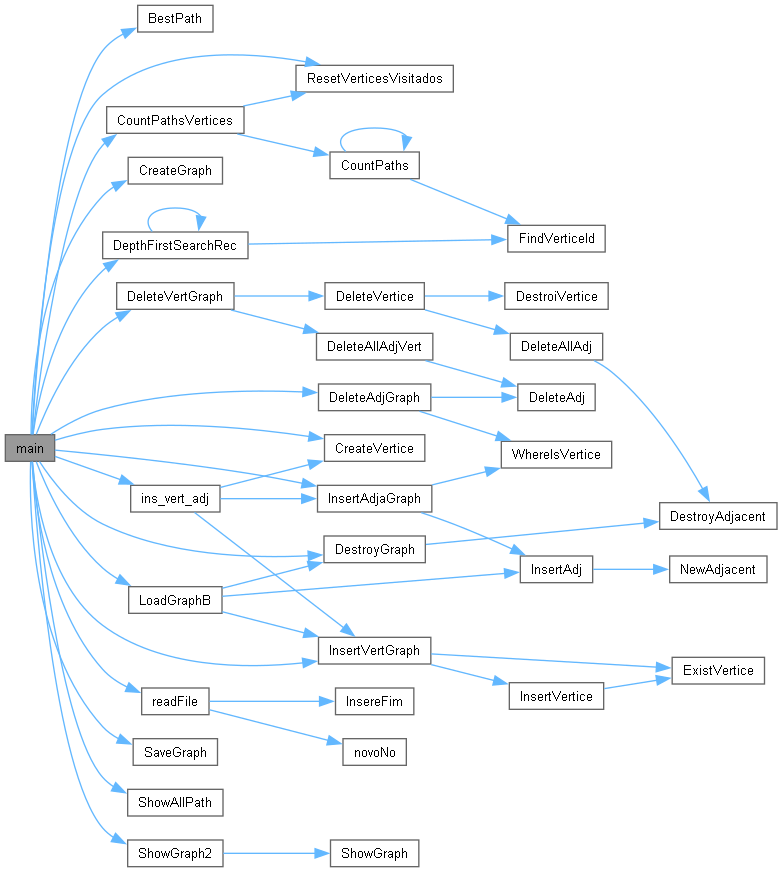 BestPath
ResetVerticesVisitados
CountPathsVertices
CountPaths
CreateGraph
FindVerticeId
DepthFirstSearchRec
DeleteVertGraph
DeleteVertice
DestroiVertice
DeleteAllAdjVert
DeleteAllAdj
DeleteAdjGraph
DeleteAdj
main
CreateVertice
WhereIsVertice
ins_vert_adj
InsertAdjaGraph
DestroyAdjacent
DestroyGraph
InsertAdj
NewAdjacent
LoadGraphB
InsertVertGraph
ExistVertice
InsertVertice
readFile
InsereFim
SaveGraph
novoNo
ShowAllPath
ShowGraph2
ShowGraph